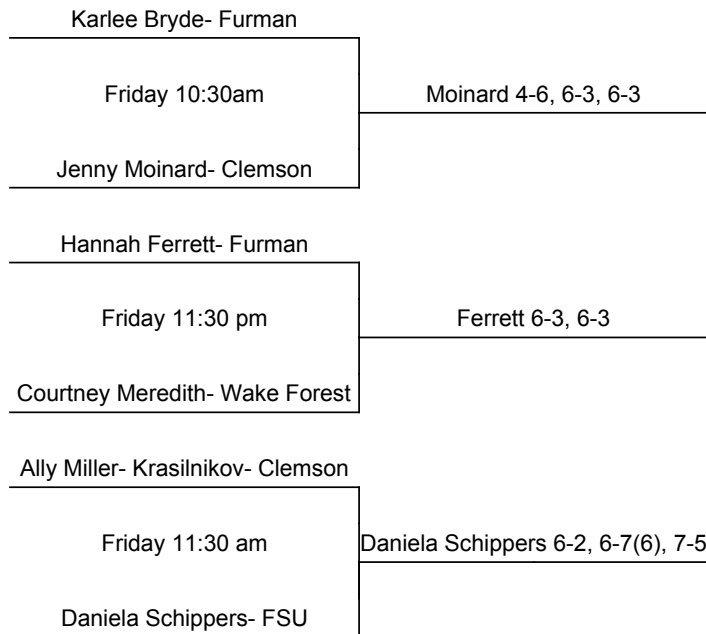 Karlee Bryde- Furman
Friday 10:30am
Moinard 4-6, 6-3, 6-3
Jenny Moinard- Clemson
Hannah Ferrett- Furman
Friday 11:30 pm
Ferrett 6-3, 6-3
Courtney Meredith- Wake Forest
Ally Miller- Krasilnikov- Clemson
Friday 11:30 am
Daniela Schippers 6-2, 6-7(6), 7-5
Daniela Schippers- FSU